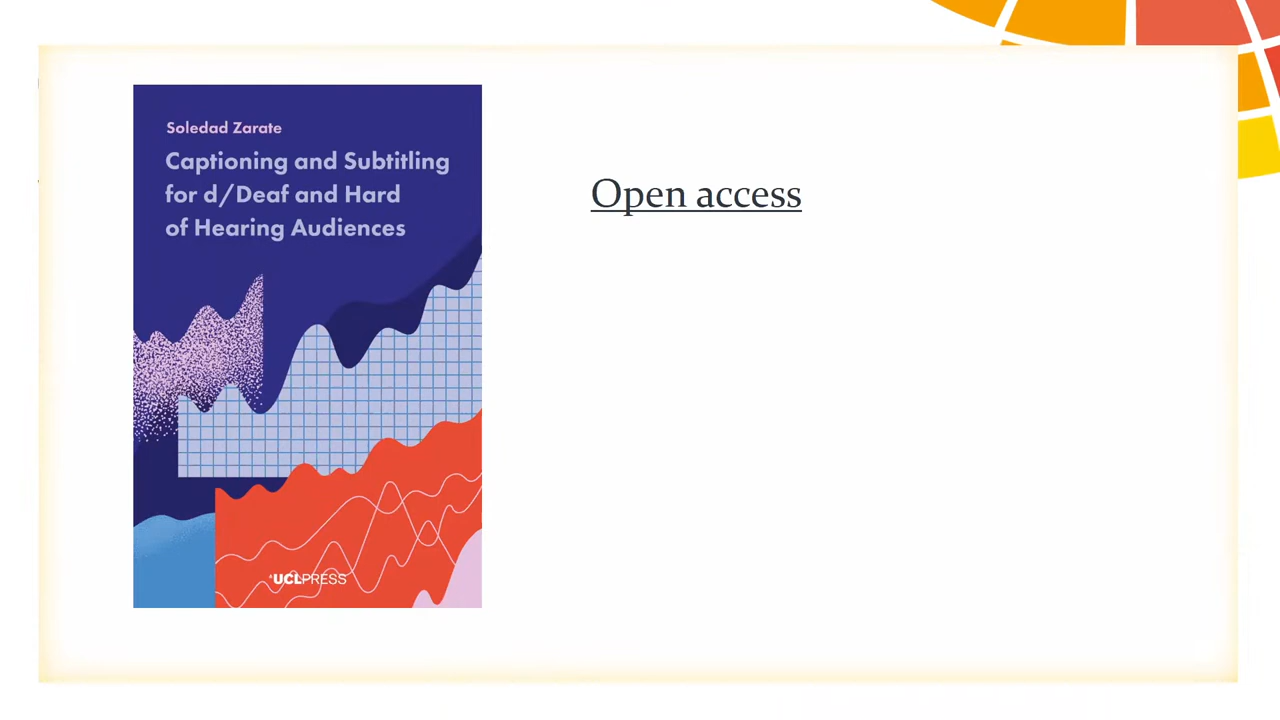 Soledad Zarate
Captioning and Subtitling
for d/Deaf and Hard
of Hearing Audiences
UCLPRESS
Open access